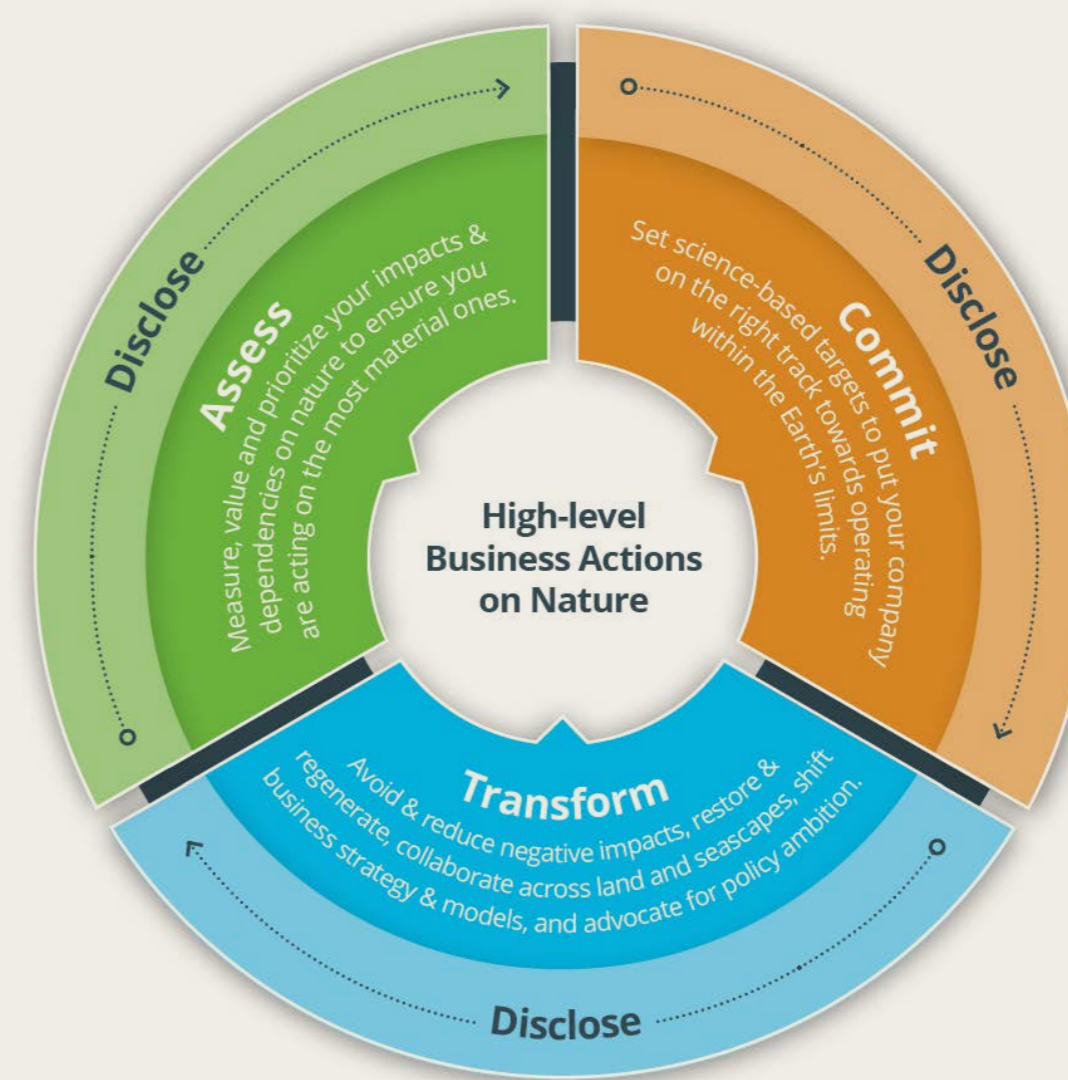 Disclose
Assess
Measure, value and prioritize your impacts &
dependencies on nature to ensure you
are acting on the most material ones.
Disclose
Commit
Set science-based targets to put your company
on the right track towards operating
within the Earth's limits.
High-level
Business Actions
on Nature
Transform
Avoid & reduce negative impacts, restore &
regenerate, collaborate across land and seascapes, shift
business strategy & models, and advocate for policy ambition.
Disclose